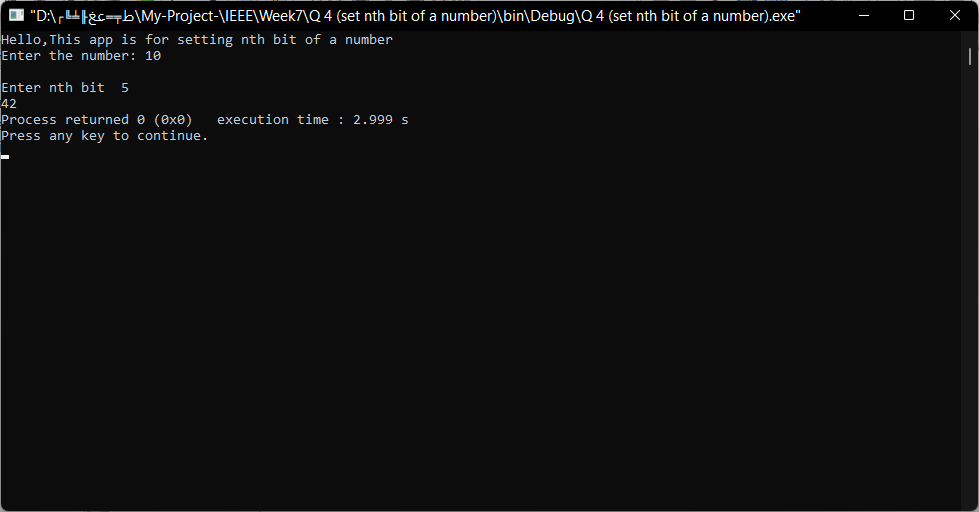 "D:\┌╚╩╠غعـ═╤ط\My-Project-\IEEE\Week7\Q 4 (set nth bit of a number)\bin\Debug\Q 4 (set nth bit of a number).exe"
Hello,This app is for setting nth bit of a number
Enter the number: 10
Enter nth bit  5
42
Process returned 0 (0x0)   execution time : 2.999 s
Press any key to continue.